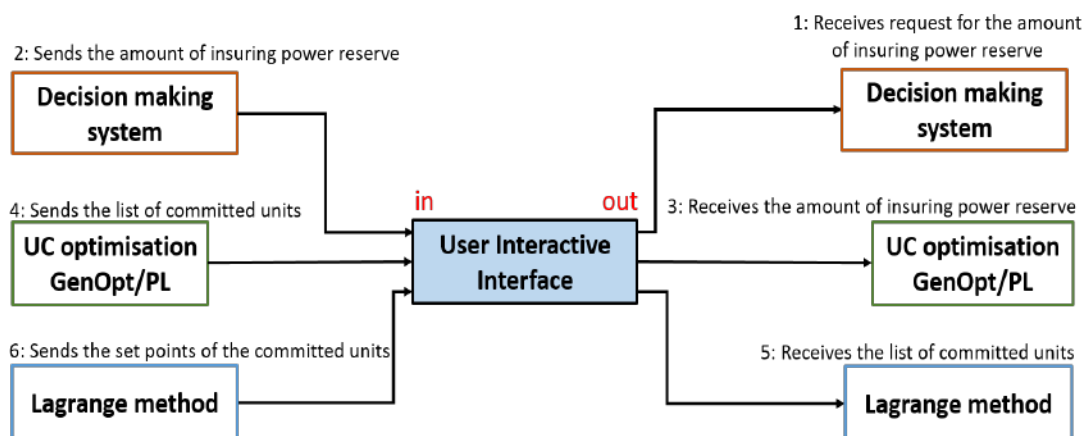 1: Receives request for the amount
of insuring power reserve
2: Sends the amount of insuring power reserve
Decision making
system
Decision making
system
in
out
4: Sends the list of committed units
3: Receives the amount of insuring power reserve
UC optimisation
GenOpt/PL
User Interactive
Interface
UC optimisation
GenOpt/PL
6: Sends the set points of the committed units
5: Receives the list of committed units
Lagrange method
Lagrange method